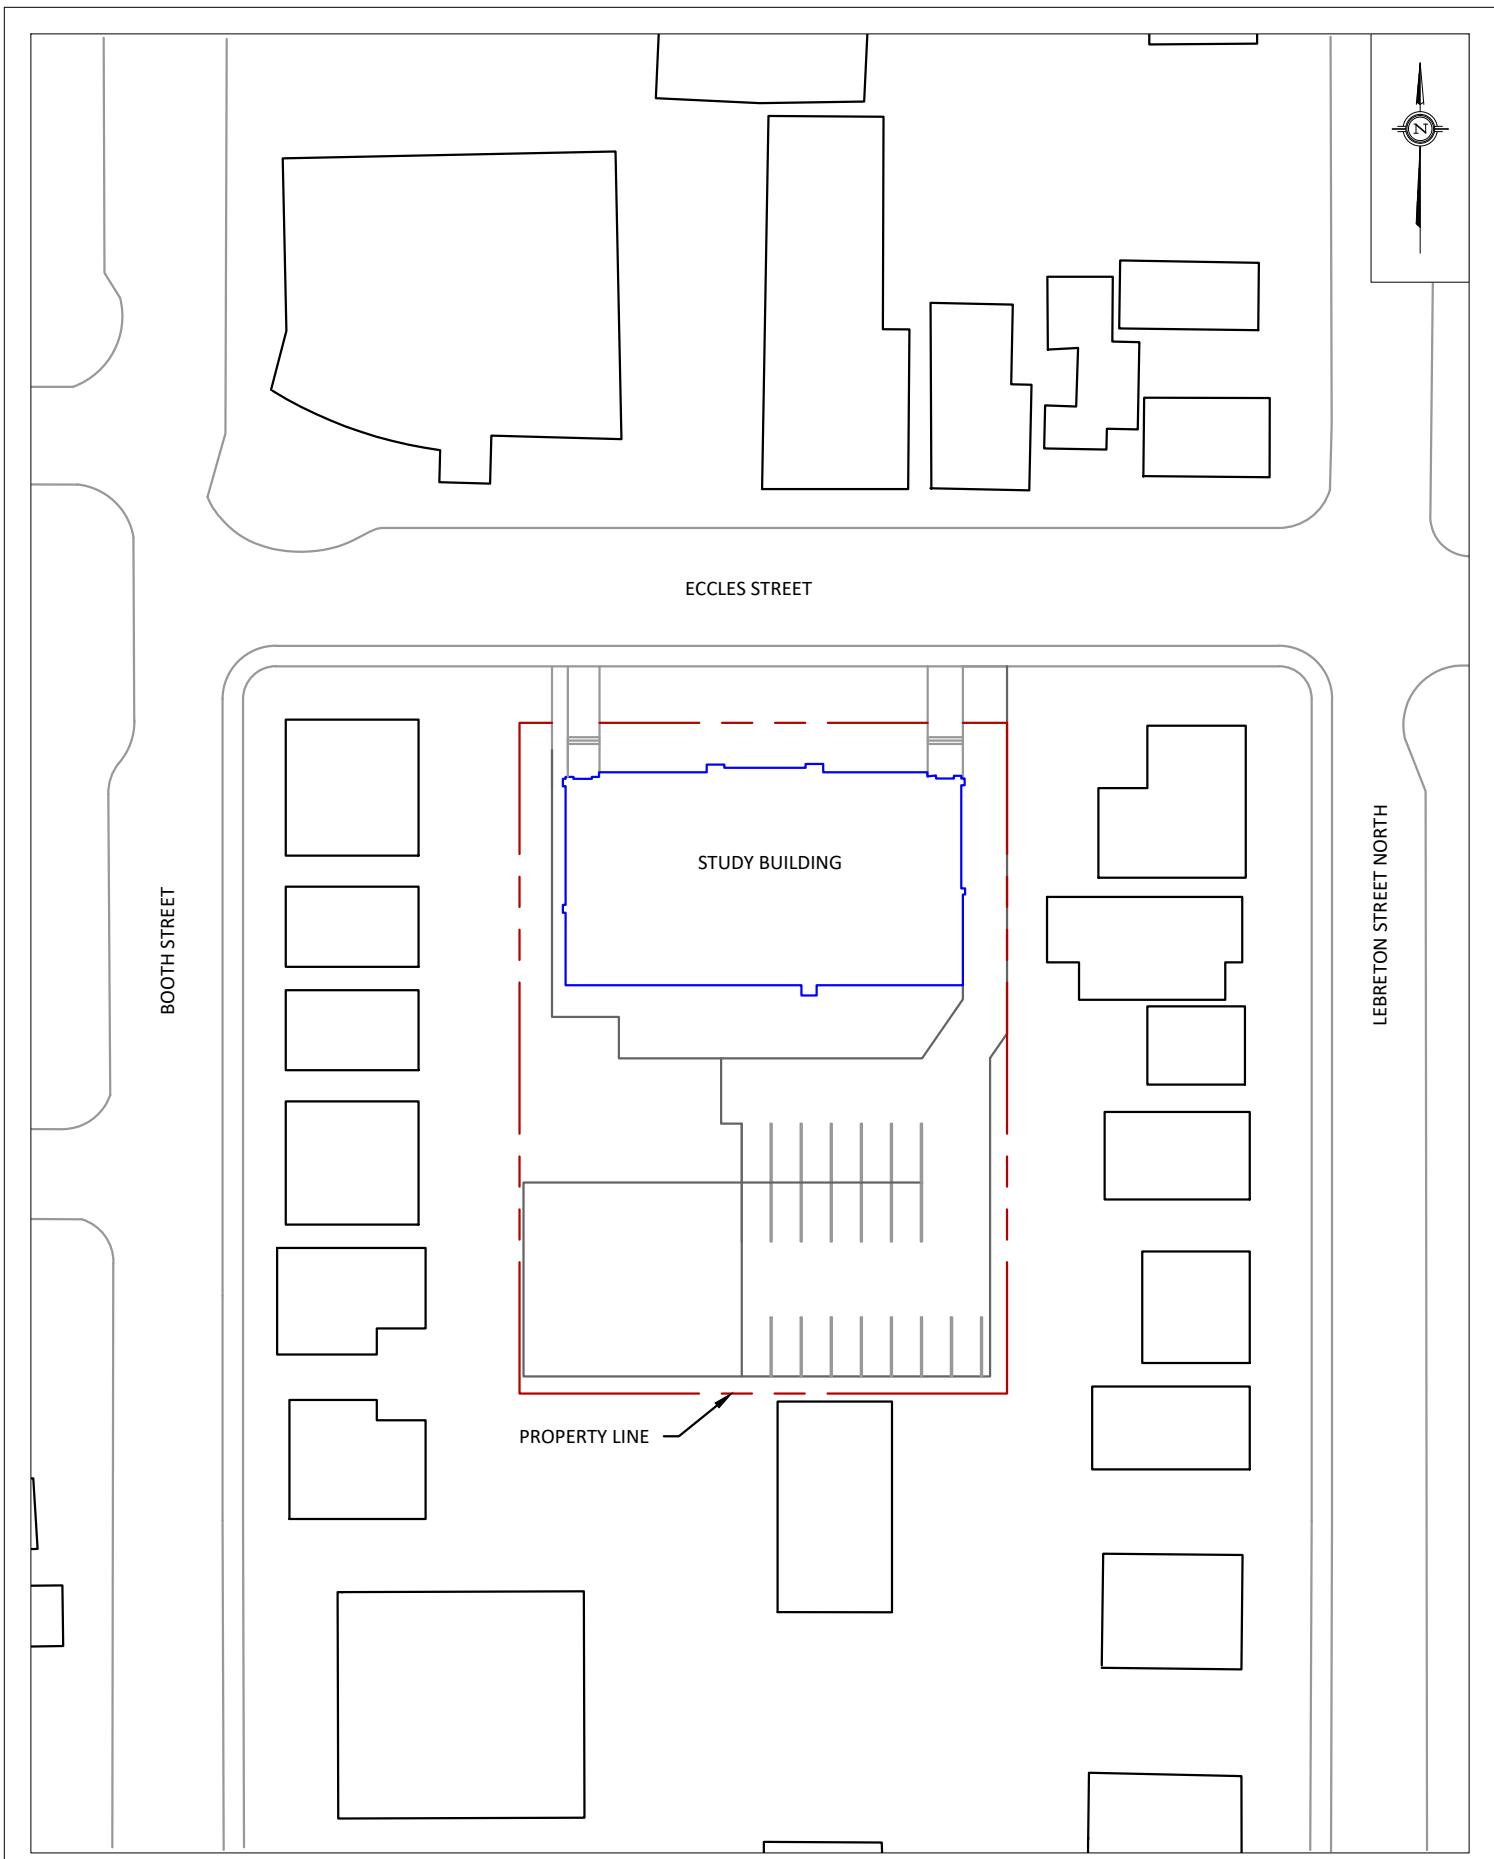 N
ECCLES STREET
STUDY BUILDING
BOOTH STREET
LEBRETON STREET NORTH
PROPERTY LINE